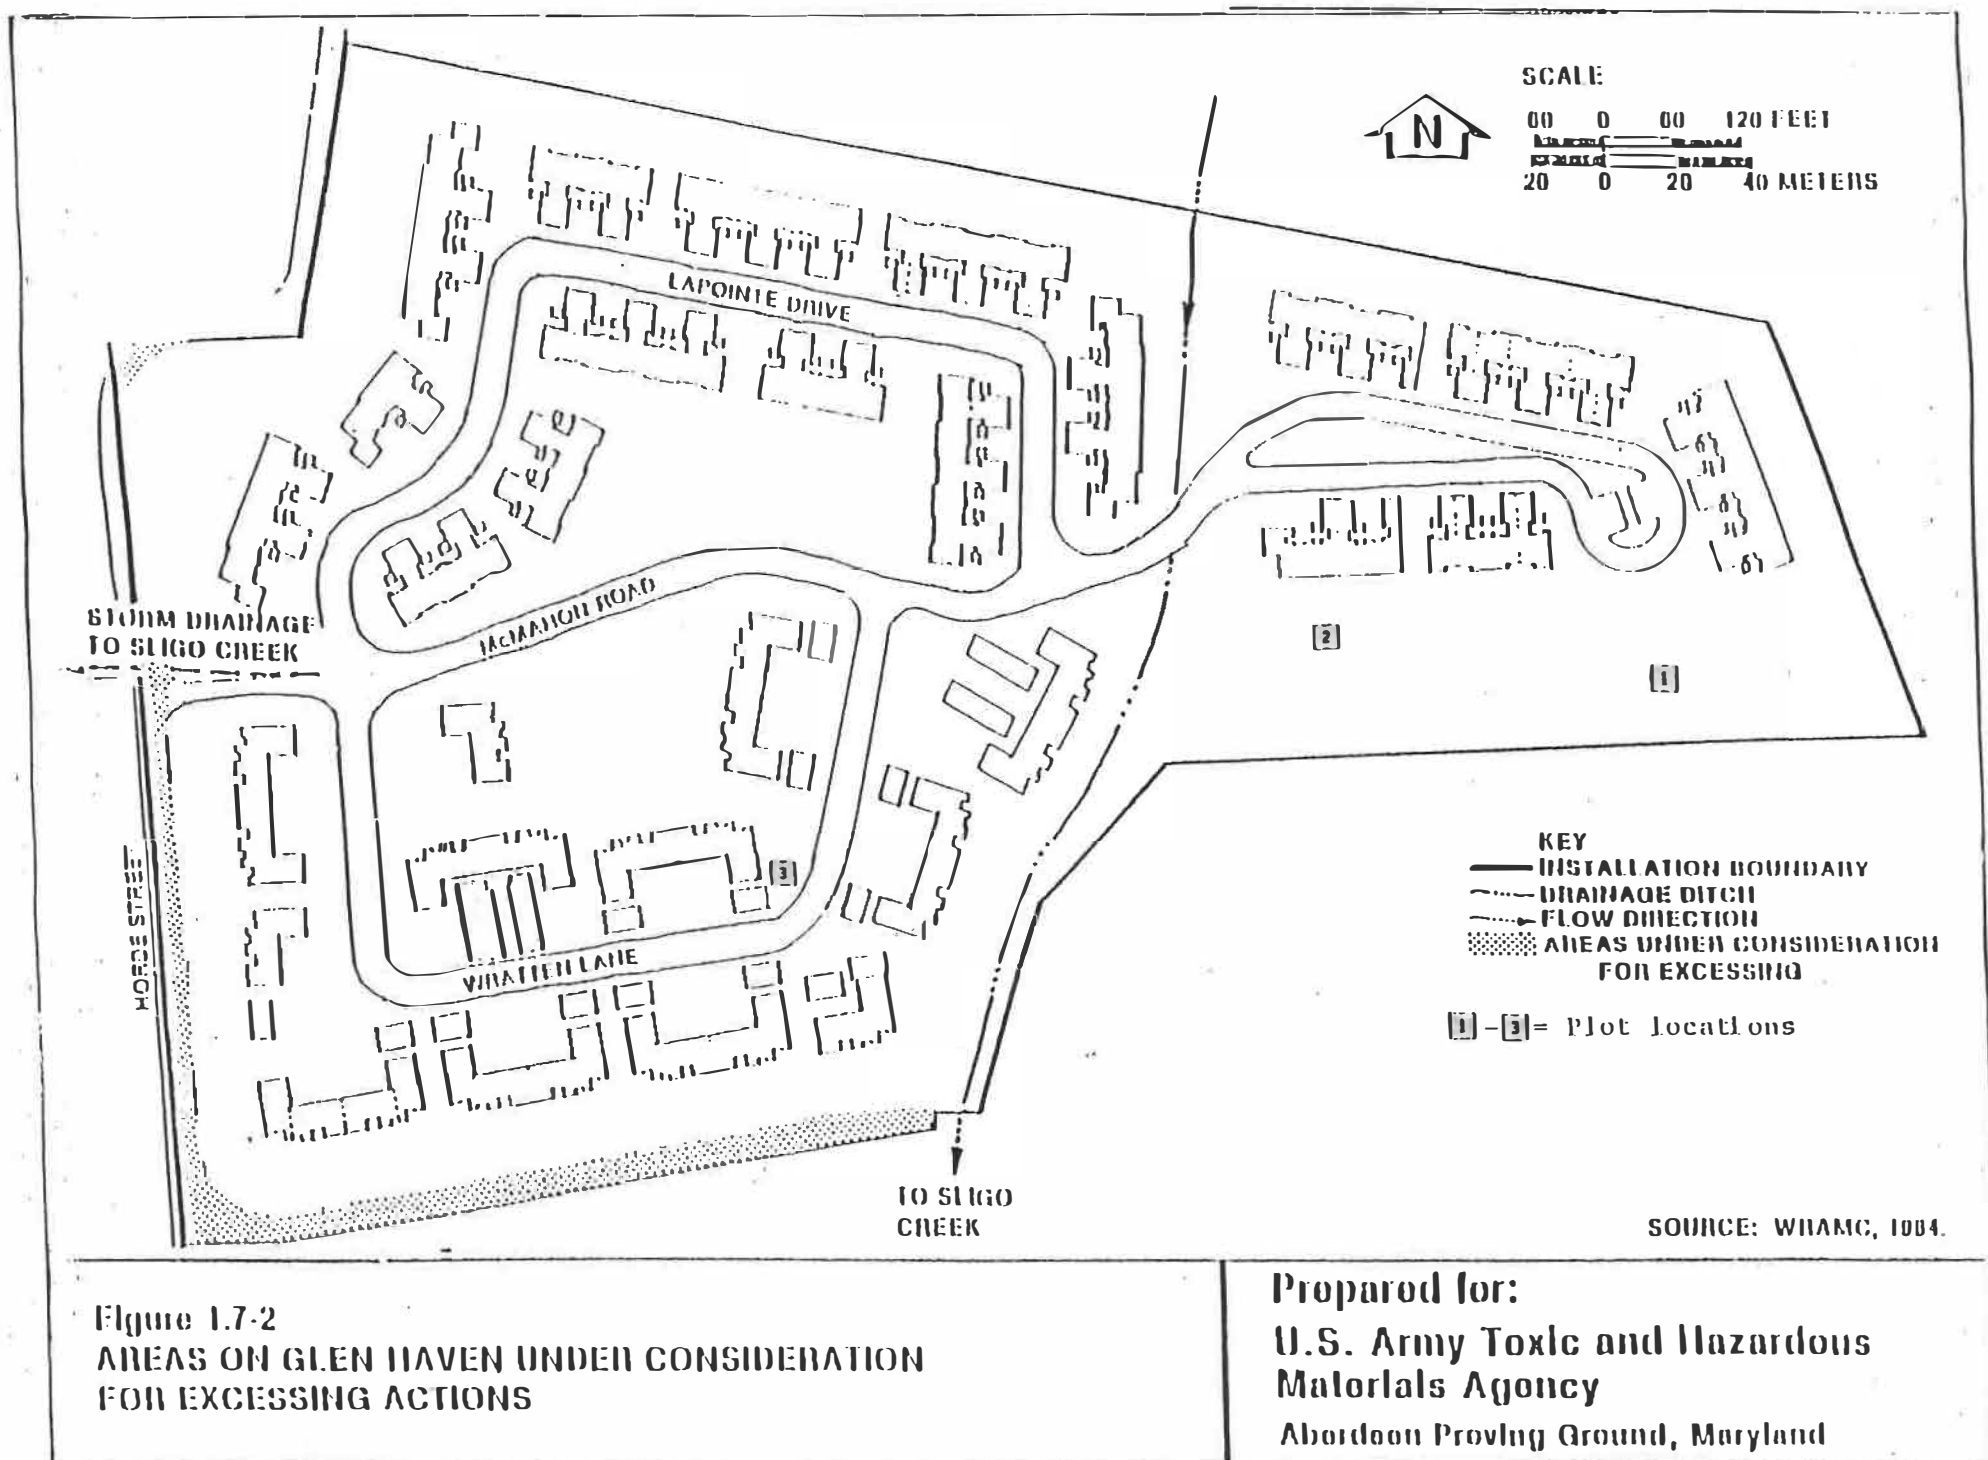 SCALE
60 0 60 120 FEET
20 0 20 40 METERS
N
LAPOINTE DRIVE
McMAHON ROAD
STORM DRAINAGE
TO SLIGO CREEK
2
1
3
WRATTEN LANE
STREET
KEY
INSTALLATION BOUNDARY
DRAINAGE DITCH
FLOW DIRECTION
AREAS UNDER CONSIDERATION
FOR EXCESSING
1 - 3 = Plot locations
TO SLIGO
CREEK
SOURCE: WRAMC, 1984.
Figure 1.7-2
AREAS ON GLEN HAVEN UNDER CONSIDERATION
FOR EXCESSING ACTIONS
Prepared for:
U.S. Army Toxic and Hazardous
Materials Agency
Aberdeen Proving Ground, Maryland